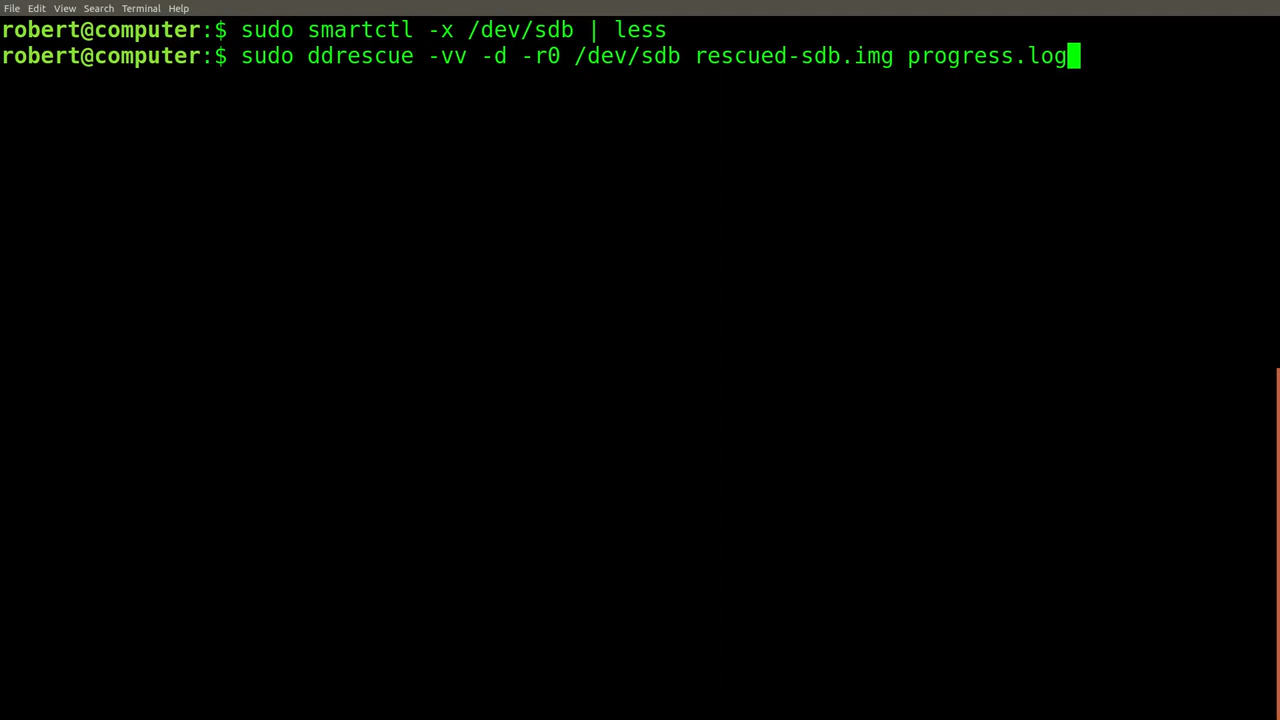 File Edit View Search Terminal Help
robert@computer:$ sudo smartctl -x /dev/sdb | less
robert@computer:$ sudo ddrescue -vv -d -r0 /dev/sdb rescued-sdb.img progress.log